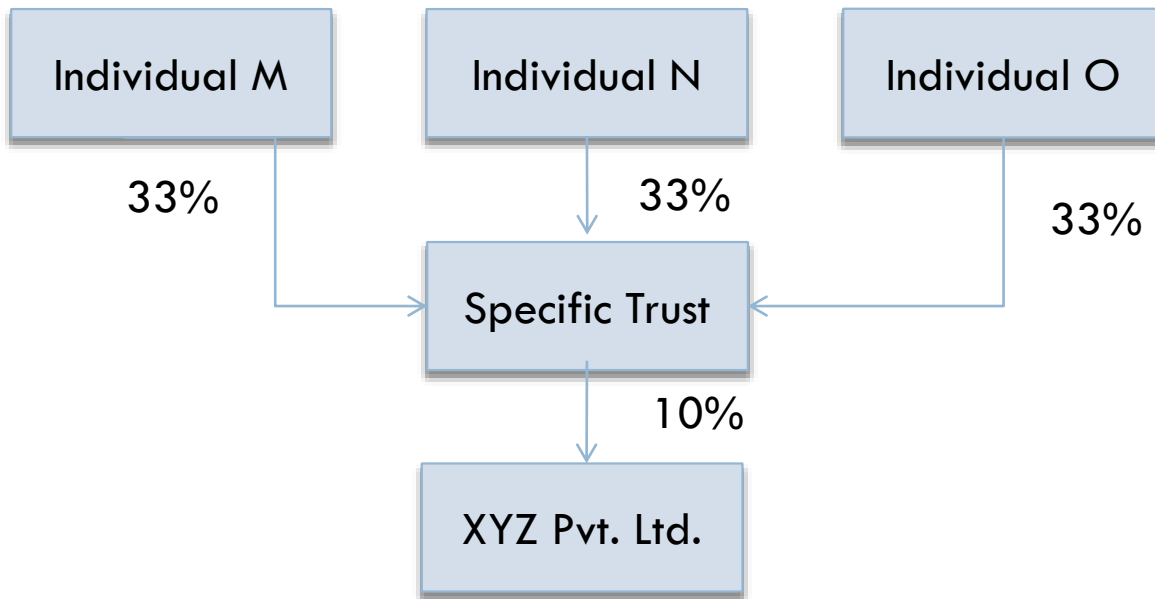 Individual M
Individual N
Individual O
33%
33%
33%
Specific Trust
10%
XYZ Pvt. Ltd.